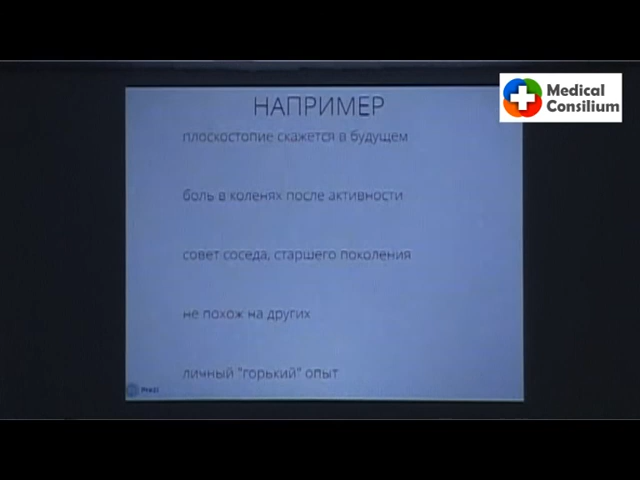 Medical
Consilium
НАПРИМЕР
плоскостопие скажется в будущем
боль в коленях после активности
совет соседа, старшего поколения
не похож на других
личный "горький" опыт
Prezi